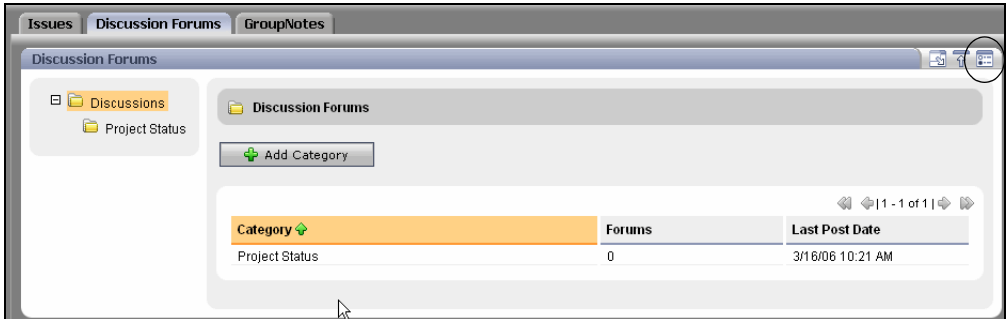 Issues Discussion Forums GroupNotes
Discussion Forums
Discussions
Project Status
Discussion Forums
Add Category
| 1 - 1 of 1 |
Category Forums Last Post Date
Project Status 0 3/16/06 10:21 AM